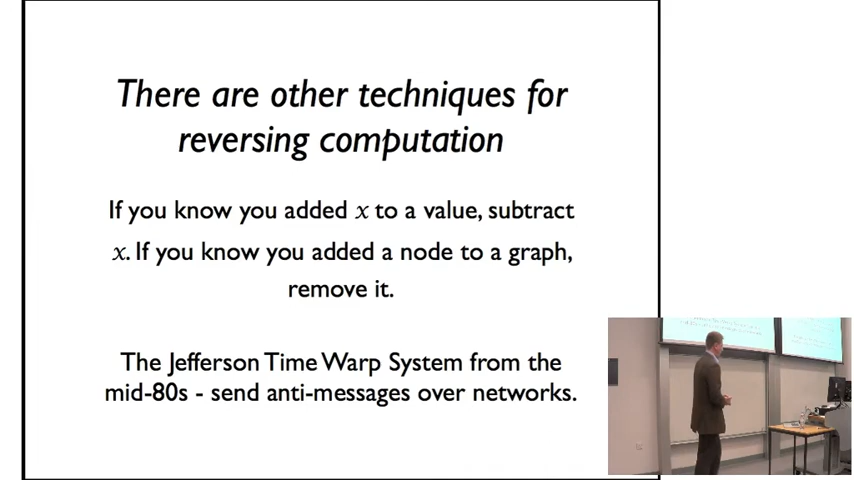 There are other techniques for
reversing computation
If you know you added x to a value, subtract
x. If you know you added a node to a graph,
remove it.
The Jefferson Time Warp System from the
mid-80s - send anti-messages over networks.